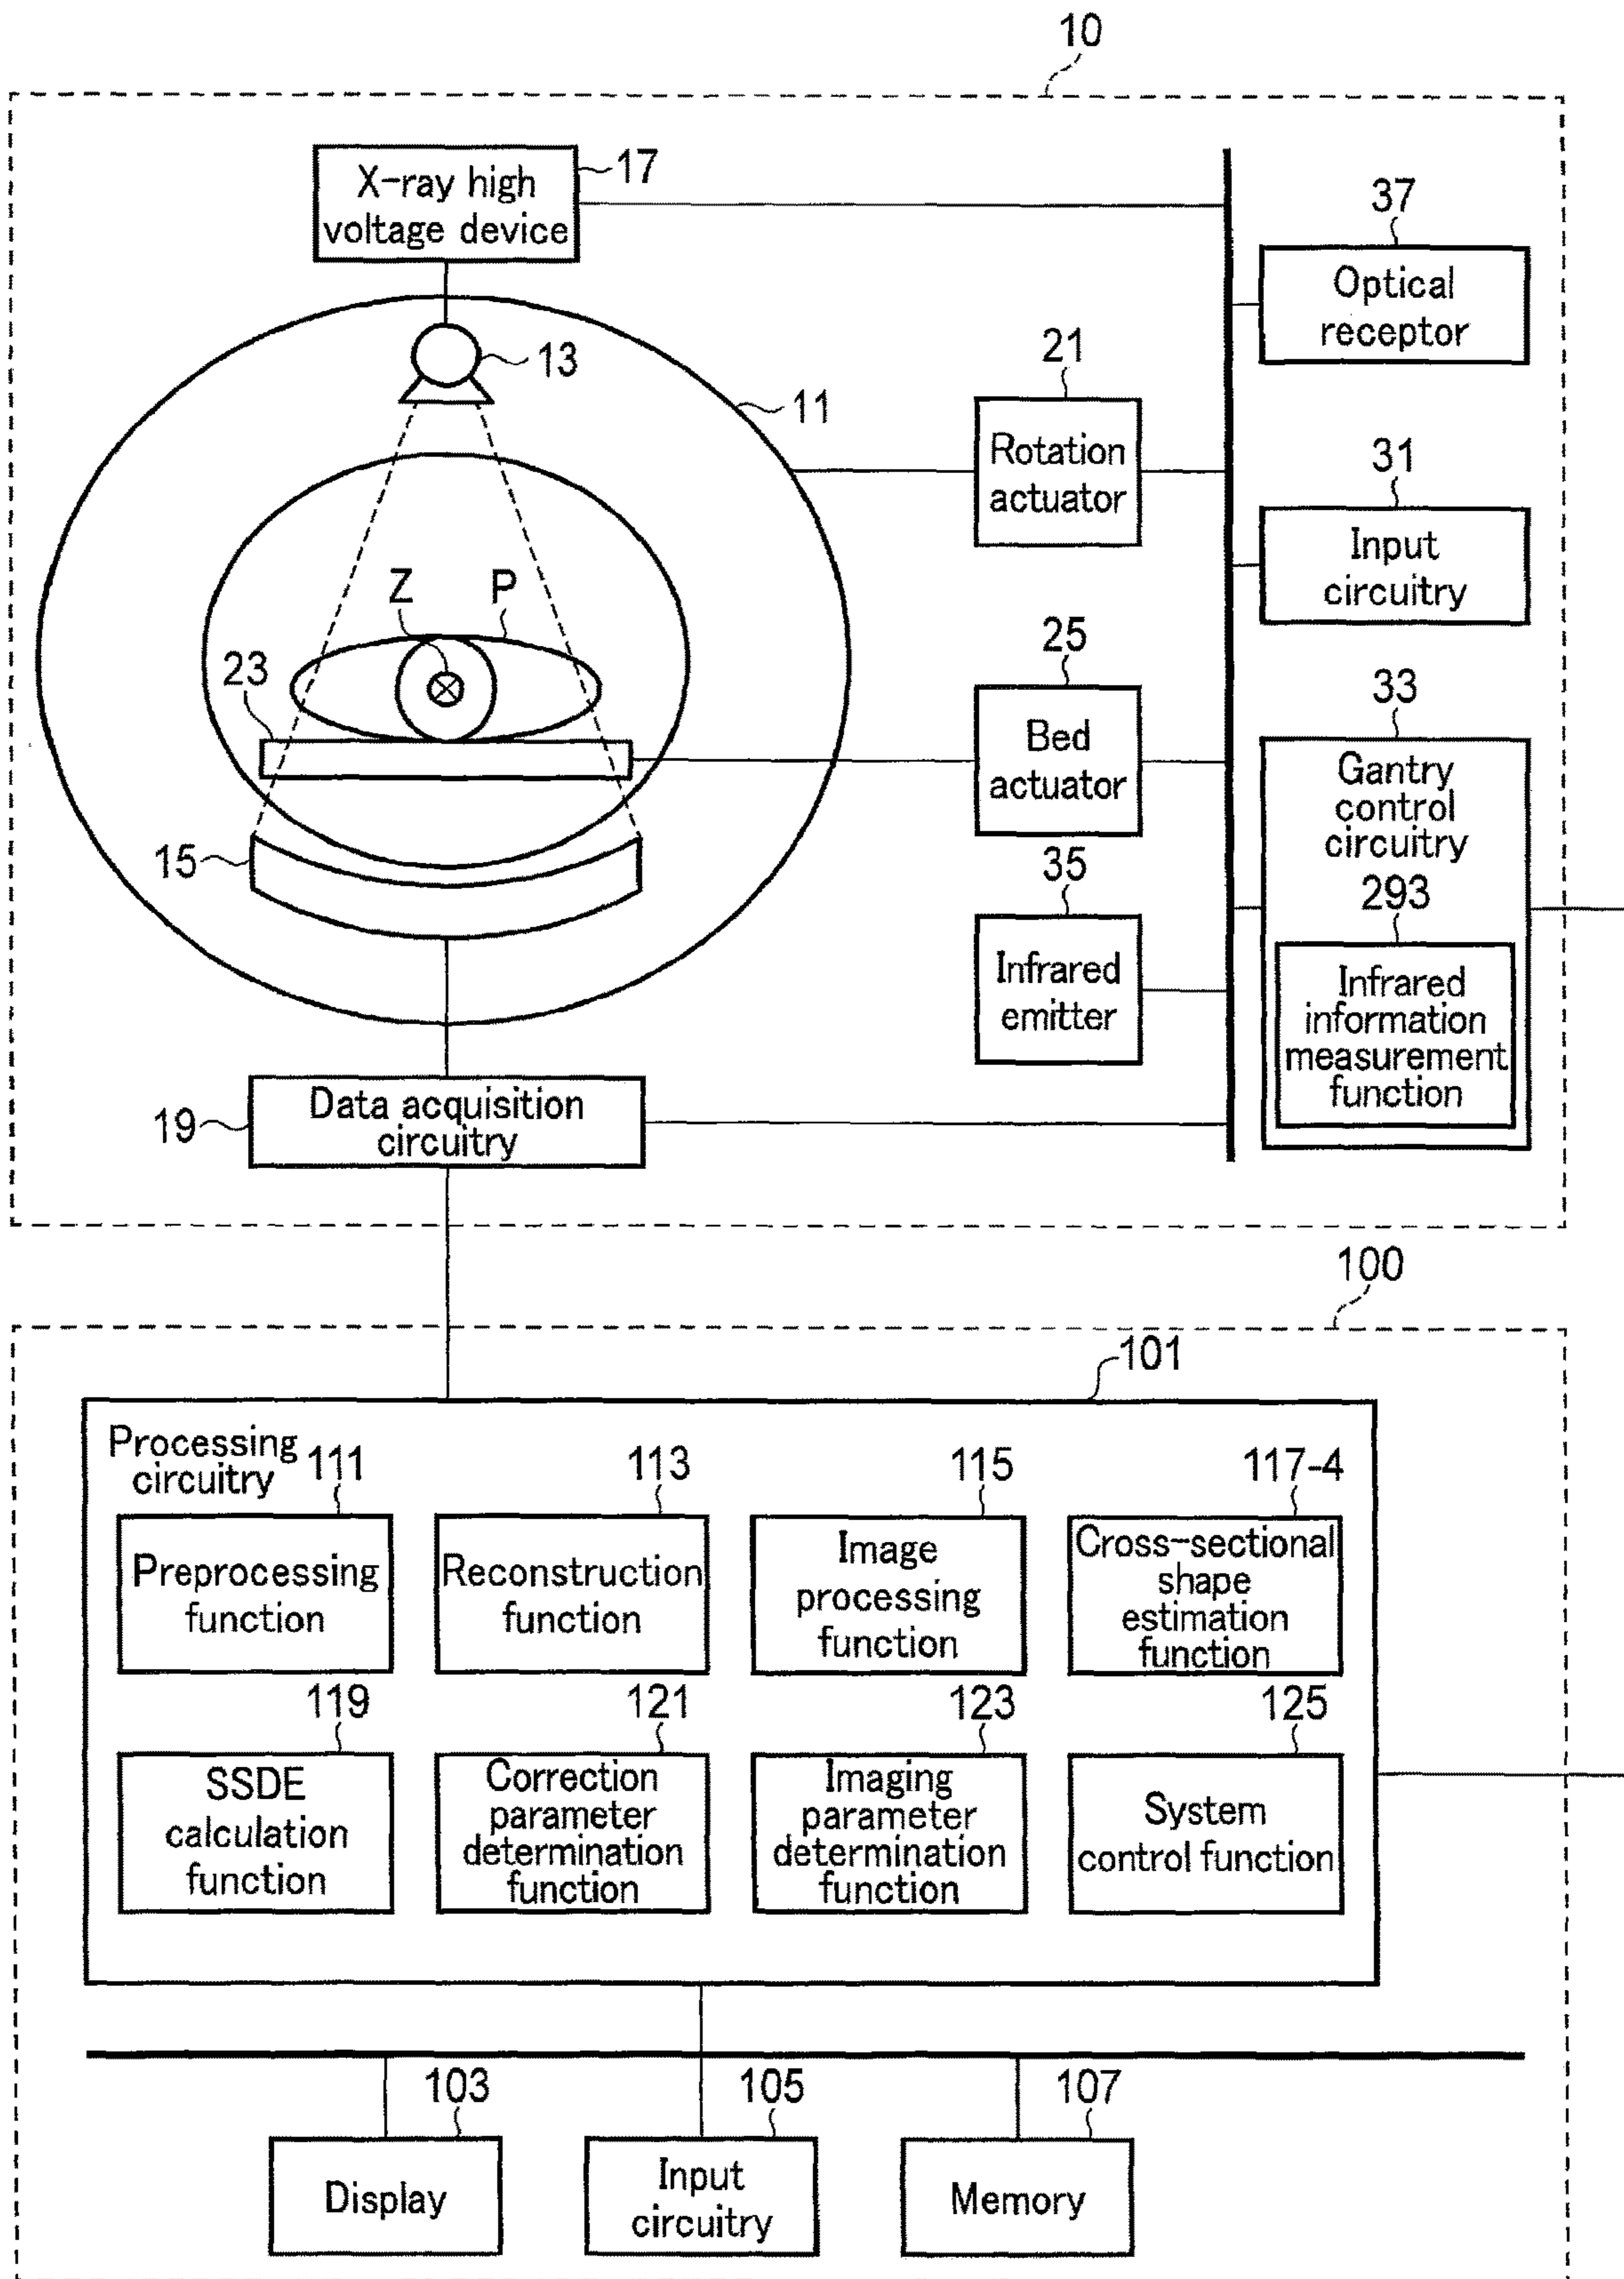 10
X-ray high
voltage device
17
37
Optical
receptor
13
11
21
Rotation
actuator
31
Input
circuitry
Z
P
23
25
Bed
actuator
33
Gantry
control
circuitry
15
35
Infrared
emitter
293
Infrared
information
measurement
function
19
Data acquisition
circuitry
100
101
Processing
circuitry
111
Preprocessing
function
113
Reconstruction
function
115
Image
processing
function
117-4
Cross-sectional
shape
estimation
function
119
SSDE
calculation
function
121
Correction
parameter
determination
function
123
Imaging
parameter
determination
function
125
System
control function
103
Display
105
Input
circuitry
107
Memory